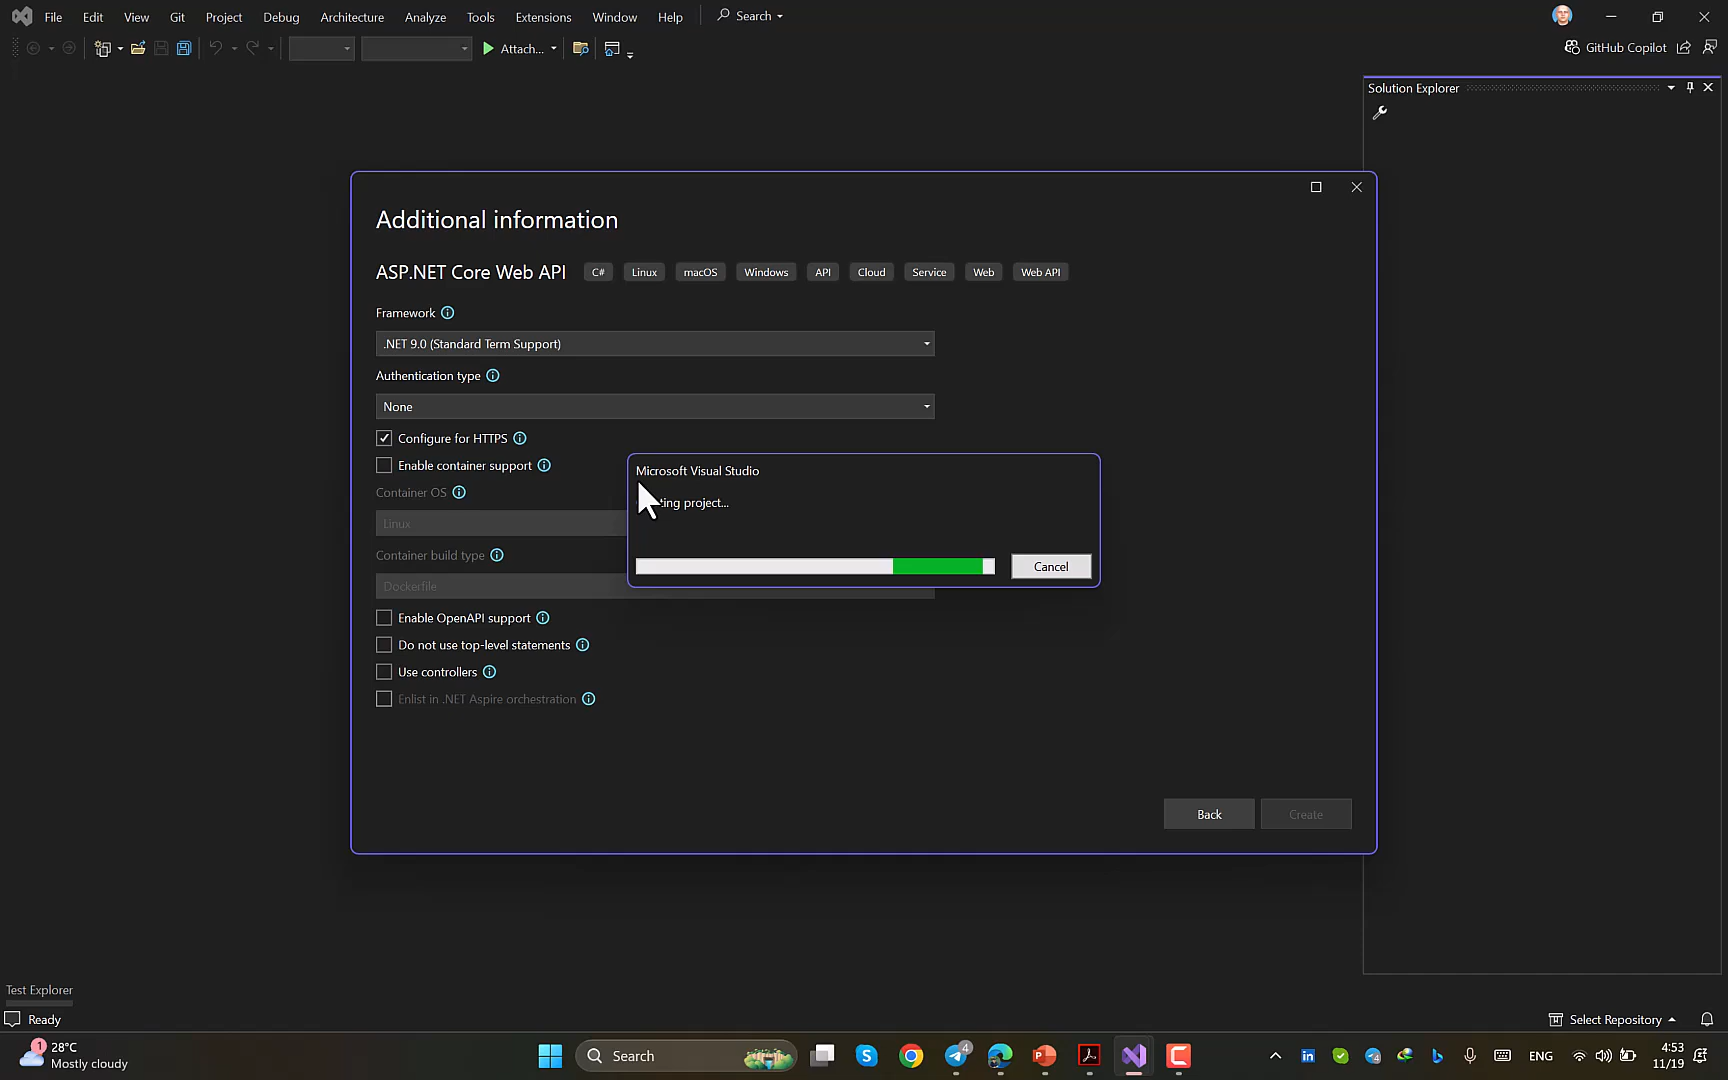 File Edit View Git Project Debug Architecture Analyze Tools Extensions Window Help Search
Attach... GitHub Copilot
Solution Explorer
Additional information
ASP.NET Core Web API C# Linux macOS Windows API Cloud Service Web Web API
Framework
.NET 9.0 (Standard Term Support)
Authentication type
None
Configure for HTTPS
Enable container support
Container OS
Linux
Container build type
Dockerfile
Microsoft Visual Studio
ting project...
Cancel
Enable OpenAPI support
Do not use top-level statements
Use controllers
Enlist in .NET Aspire orchestration
Back Create
Test Explorer
Ready Select Repository
1 28°C
Mostly cloudy
Search
4
ENG
4:53
11/19